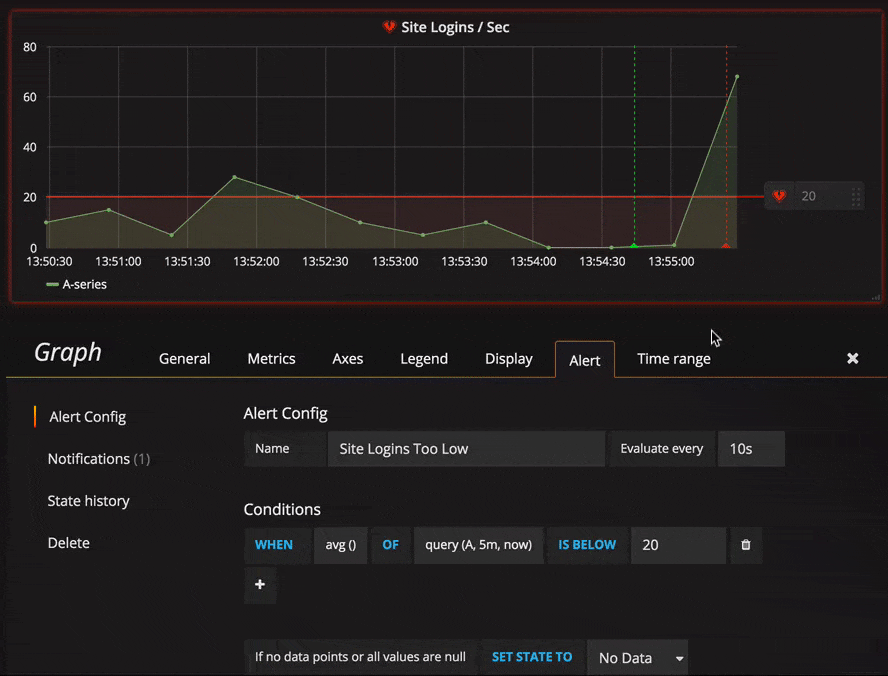 Site Logins / Sec
80
60
40
20
0
20
13:50:30 13:51:00 13:51:30 13:52:00 13:52:30 13:53:00 13:53:30 13:54:00 13:54:30 13:55:00
A-series
Graph General Metrics Axes Legend Display Alert Time range
Alert Config
Notifications (1)
State history
Delete
Alert Config
Name Site Logins Too Low Evaluate every 10s
Conditions
WHEN avg () OF query (A, 5m, now) IS BELOW 20
+
If no data points or all values are null SET STATE TO No Data